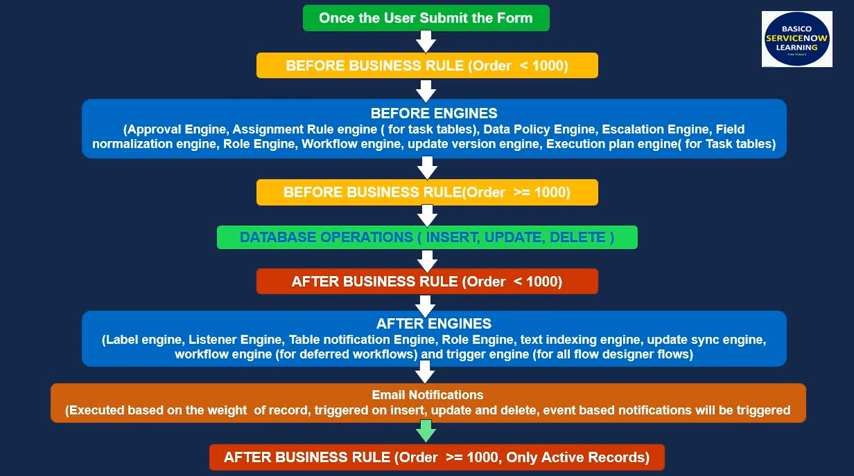 Once the User Submit the Form
BASICO
SERVICENOW
LEARNING
BEFORE BUSINESS RULE (Order < 1000)
BEFORE ENGINES
(Approval Engine, Assignment Rule engine ( for task tables), Data Policy Engine, Escalation Engine, Field
normalization engine, Role Engine, Workflow engine, update version engine, Execution plan engine( for Task tables)
BEFORE BUSINESS RULE(Order >= 1000)
DATABASE OPERATIONS ( INSERT, UPDATE, DELETE )
AFTER BUSINESS RULE (Order < 1000)
AFTER ENGINES
(Label engine, Listener Engine, Table notification Engine, Role Engine, text indexing engine, update sync engine,
workflow engine (for deferred workflows) and trigger engine (for all flow designer flows)
Email Notifications
(Executed based on the weight of record, triggered on insert, update and delete, event based notifications will be triggered
AFTER BUSINESS RULE (Order >= 1000, Only Active Records)